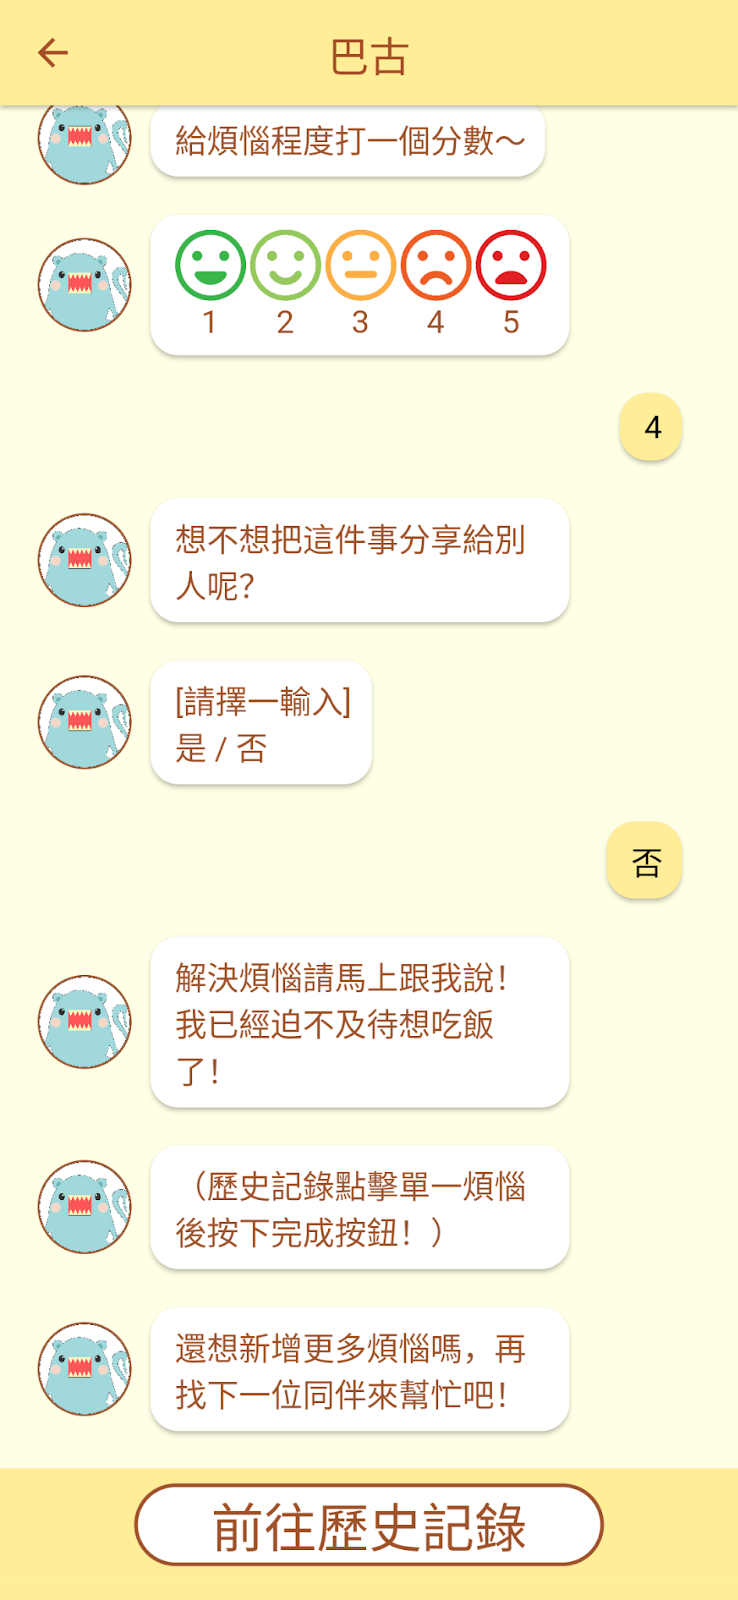 巴古
給煩惱程度打一個分數～
1 2 3 4 5
4
想不想把這件事分享給別
人呢?
[請擇一輸入]
是 / 否
否
解決煩惱請馬上跟我說!
我已經迫不及待想吃飯
了!
（歷史記錄點擊單一煩惱
後按下完成按鈕! ）
還想新增更多煩惱嗎，再
找下一位同伴來幫忙吧!
前往歷史記錄